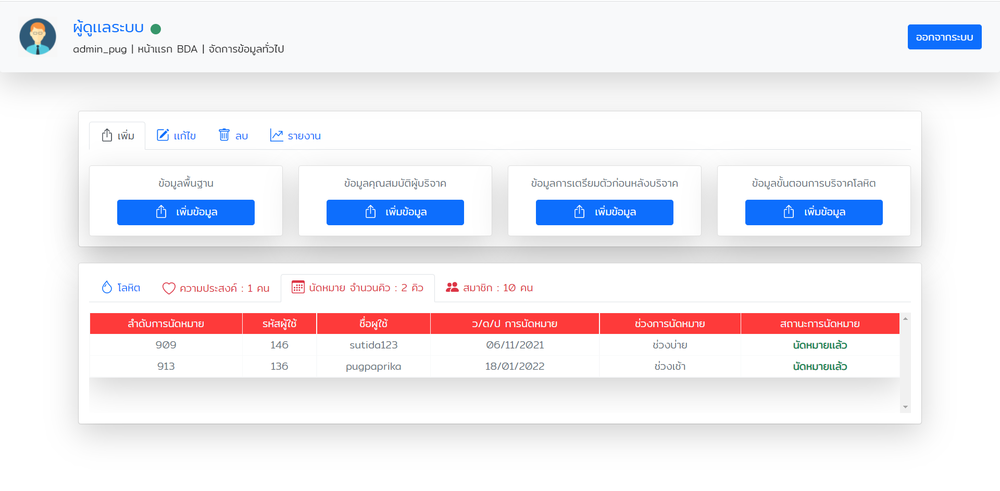 ผู้ดูแลระบบ
admin_pug | หน้าแรก BDA | จัดการข้อมูลทั่วไป
ออกจากระบบ
เพิ่ม แก้ไข ลบ รายงาน
ข้อมูลพื้นฐาน ข้อมูลคุณสมบัติผู้บริจาค ข้อมูลการเตรียมตัวก่อนหลังบริจาค ข้อมูลขั้นตอนการบริจาคโลหิต
เพิ่มข้อมูล เพิ่มข้อมูล เพิ่มข้อมูล เพิ่มข้อมูล
โลหิต ความประสงค์ : 1 คน นัดหมาย จำนวนคิว : 2 คิว สมาชิก : 10 คน
ลำดับการนัดหมาย รหัสผู้ใช้ ชื่อผูใช้ ว/ด/ป การนัดหมาย ช่วงการนัดหมาย สถานะการนัดหมาย
909 146 sutida123 06/11/2021 ช่วงบ่าย นัดหมายแล้ว
913 136 pugpaprika 18/01/2022 ช่วงเช้า นัดหมายแล้ว